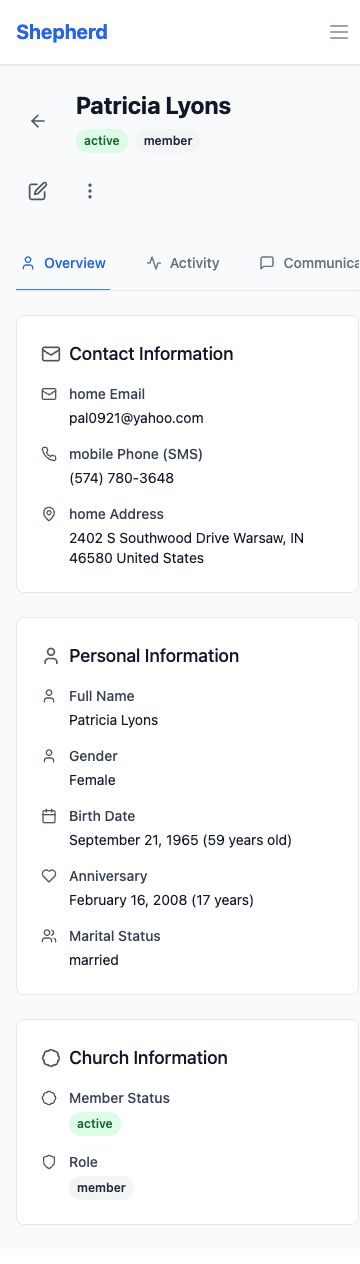 Shepherd
Patricia Lyons
active member
Overview Activity Communica
Contact Information
home Email
pal0921@yahoo.com
mobile Phone (SMS)
(574) 780-3648
home Address
2402 S Southwood Drive Warsaw, IN
46580 United States
Personal Information
Full Name
Patricia Lyons
Gender
Female
Birth Date
September 21, 1965 (59 years old)
Anniversary
February 16, 2008 (17 years)
Marital Status
married
Church Information
Member Status
active
Role
member